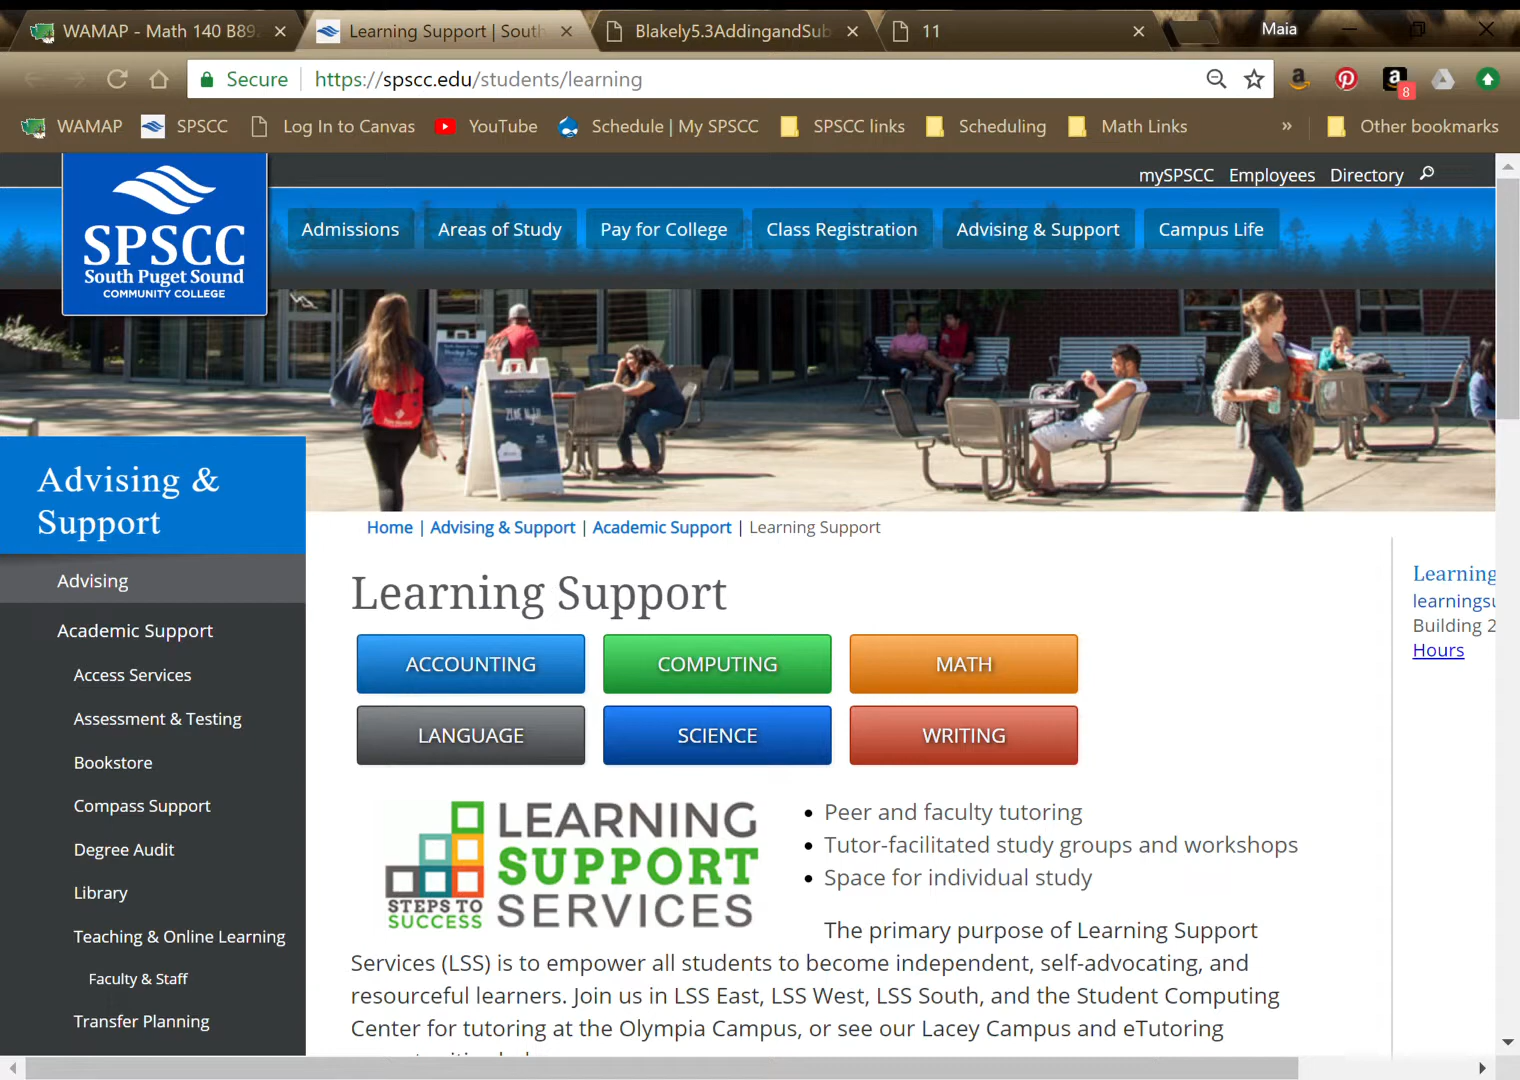 WAMAP - Math 140 B89
Learning Support | South
Blakely5.3AddingandSub
11
Maia
Secure
https://spscc.edu/students/learning
8
WAMAP
SPSCC
Log In to Canvas
YouTube
Schedule | My SPSCC
SPSCC links
Scheduling
Math Links
»
Other bookmarks
mySPSCC
Employees
Directory
SPSCC
South Puget Sound
COMMUNITY COLLEGE
Admissions
Areas of Study
Pay for College
Class Registration
Advising & Support
Campus Life
Advising &
Support
Advising
Academic Support
Access Services
Assessment & Testing
Bookstore
Compass Support
Degree Audit
Library
Teaching & Online Learning
Faculty & Staff
Transfer Planning
Home | Advising & Support | Academic Support | Learning Support
Learning Support
ACCOUNTING
COMPUTING
MATH
LANGUAGE
SCIENCE
WRITING
LEARNING
SUPPORT
SERVICES
STEPS TO
SUCCESS
Peer and faculty tutoring
Tutor-facilitated study groups and workshops
Space for individual study
The primary purpose of Learning Support
Services (LSS) is to empower all students to become independent, self-advocating, and
resourceful learners. Join us in LSS East, LSS West, LSS South, and the Student Computing
Center for tutoring at the Olympia Campus, or see our Lacey Campus and eTutoring
Learning
learningsu
Building 2
Hours